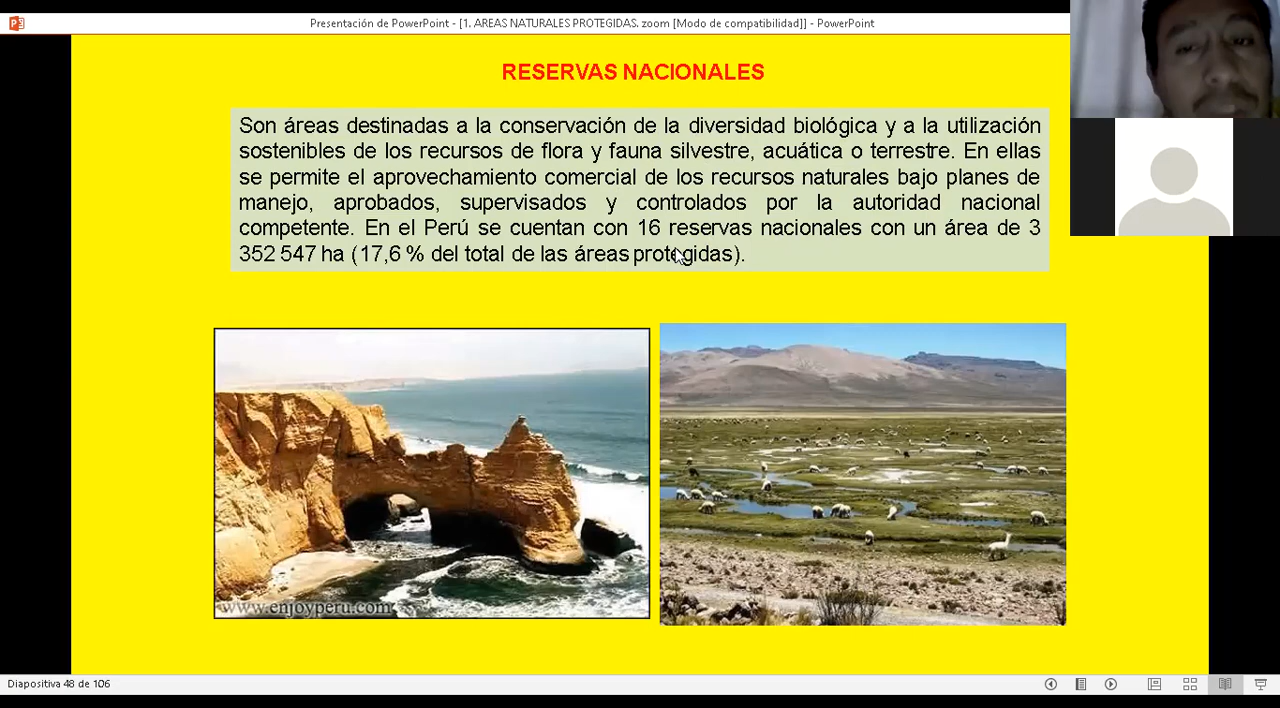 Presentación de PowerPoint - [1. AREAS NATURALES PROTEGIDAS. zoom [Modo de compatibilidad]] - PowerPoint
RESERVAS NACIONALES
Son áreas destinadas a la conservación de la diversidad biológica y a la utilización
sostenibles de los recursos de flora y fauna silvestre, acuática o terrestre. En ellas
se permite el aprovechamiento comercial de los recursos naturales bajo planes de
manejo, aprobados, supervisados y controlados por la autoridad nacional
competente. En el Perú se cuentan con 16 reservas nacionales con un área de 3
352 547 ha (17,6 % del total de las áreas protegidas).
www.enjoyperu.com
Diapositiva 48 de 106